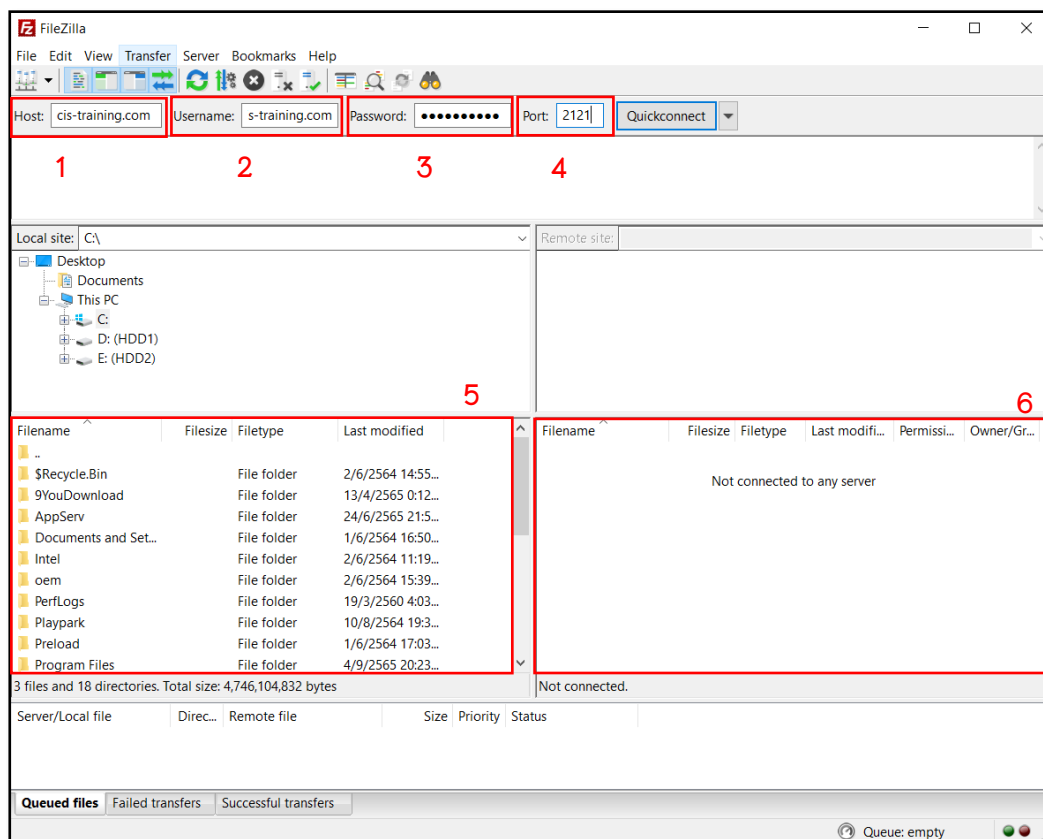 FileZilla
File Edit View Transfer Server Bookmarks Help
Host: cis-training.com Username: s-training.com Password: ●●●●●●●●●● Port: 2121 Quickconnect
1 2 3 4
Local site: C:\ Remote site:
Desktop
Documents
This PC
C:
D: (HDD1)
E: (HDD2)
5 6
Filename Filesize Filetype Last modified
..
$Recycle.Bin File folder 2/6/2564 14:55...
9YouDownload File folder 13/4/2565 0:12...
AppServ File folder 24/6/2565 21:5...
Documents and Set... File folder 1/6/2564 16:50...
Intel File folder 2/6/2564 11:19...
oem File folder 2/6/2564 15:39...
PerfLogs File folder 19/3/2560 4:03...
Playpark File folder 10/8/2564 19:3...
Preload File folder 1/6/2564 17:03...
Program Files File folder 4/9/2565 20:23...
3 files and 18 directories. Total size: 4,746,104,832 bytes
Filename Filesize Filetype Last modifi... Permissi... Owner/Gr...
Not connected to any server
Not connected.
Server/Local file Direc... Remote file Size Priority Status
Queued files Failed transfers Successful transfers
Queue: empty